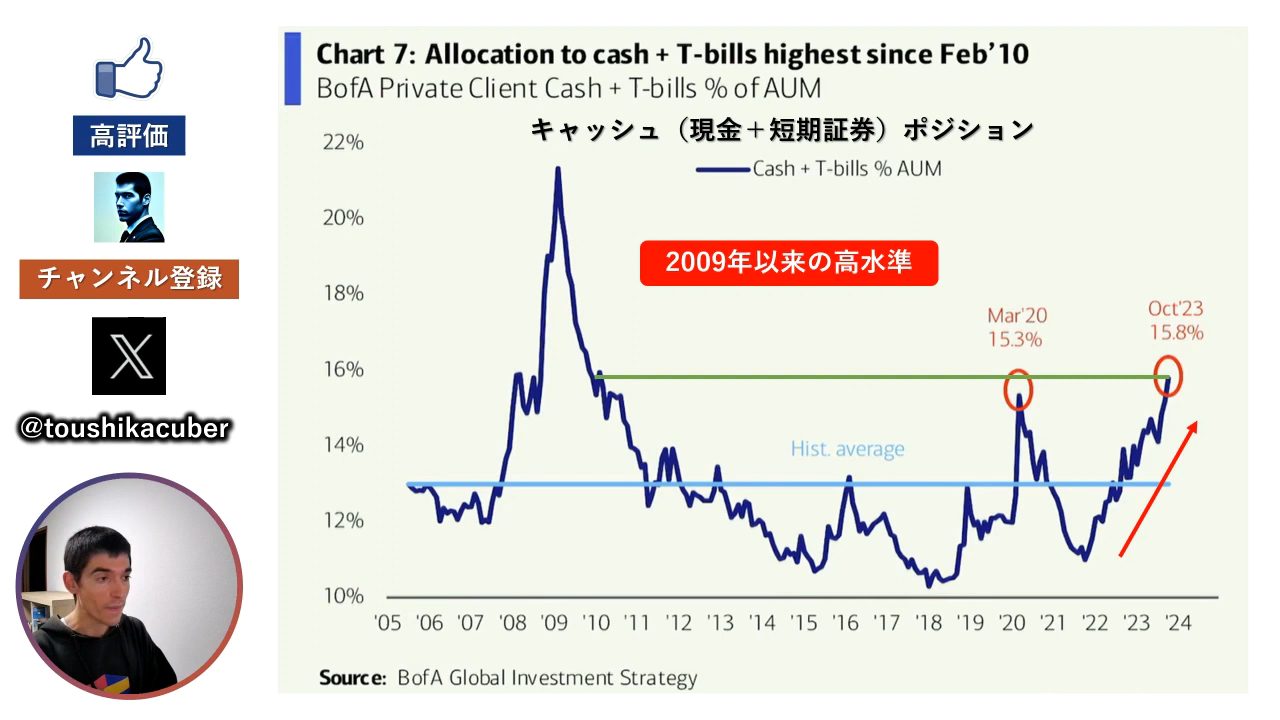 高評価
チャンネル登録
@toushikacuber
Chart 7: Allocation to cash + T-bills highest since Feb’10
BofA Private Client Cash + T-bills % of AUM
キャッシュ（現金＋短期証券）ポジション
Cash + T-bills % AUM
2009年以来の高水準
Mar'20
15.3%
Oct'23
15.8%
Hist. average
22%
20%
18%
16%
14%
12%
10%
'05 '06 '07 '08 '09 '10 '11 '12 '13 '14 '15 '16 '17 '18 '19 '20 '21 '22 '23 '24
Source: BofA Global Investment Strategy